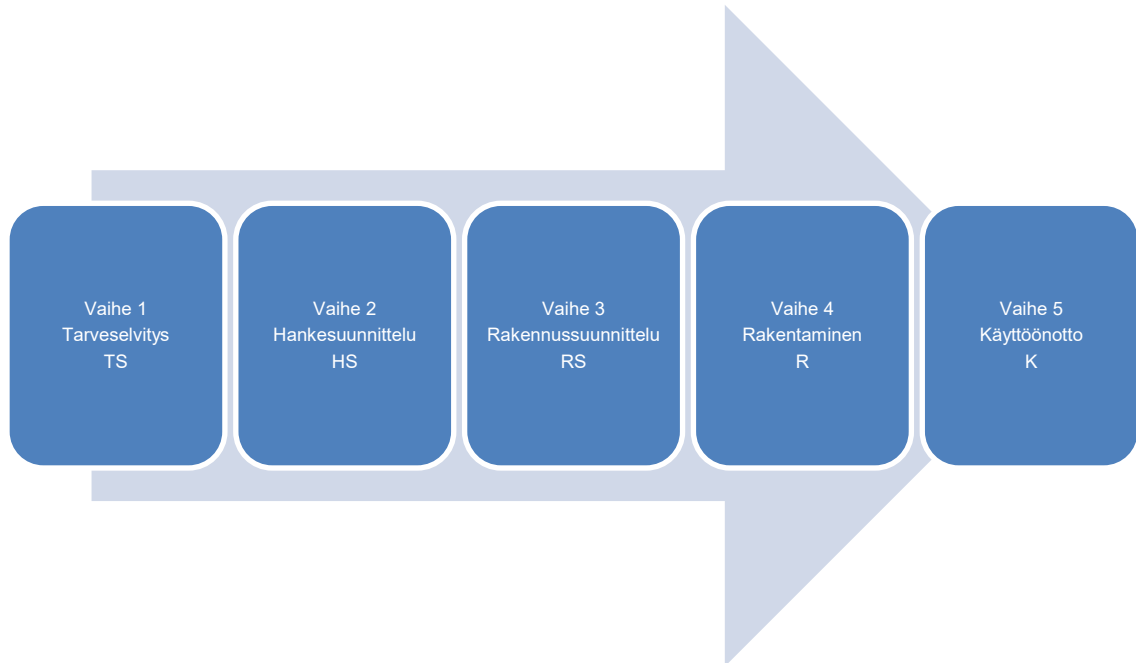 Vaihe 1
Tarveselvitys
TS
Vaihe 2
Hankesuunnittelu
HS
Vaihe 3
Rakennussuunnittelu
RS
Vaihe 4
Rakentaminen
R
Vaihe 5
Käyttöönotto
K